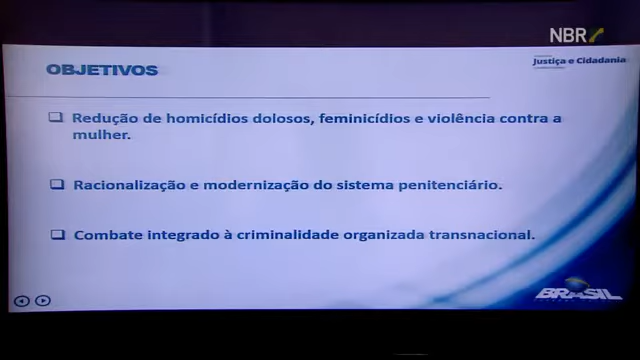 NBR
Justiça e Cidadania
OBJETIVOS
Redução de homicídios dolosos, feminicídios e violência contra a
mulher.
Racionalização e modernização do sistema penitenciário.
Combate integrado à criminalidade organizada transnacional.
BRASIL